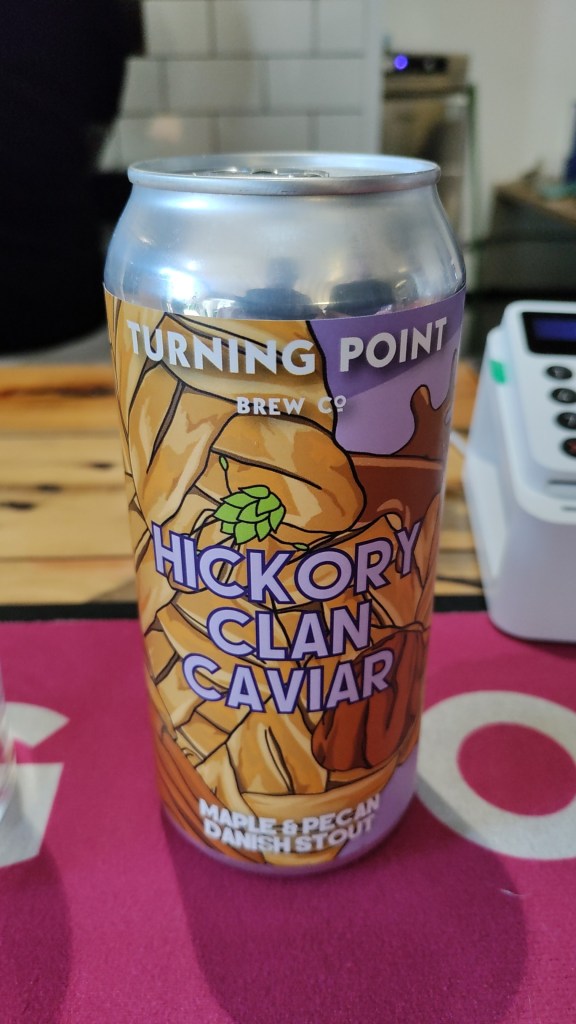 TURNING POINT
BREW Cº
HICKORY
CLAN
CAVIAR
MAPLE & PECAN
DANISH STOUT
G O